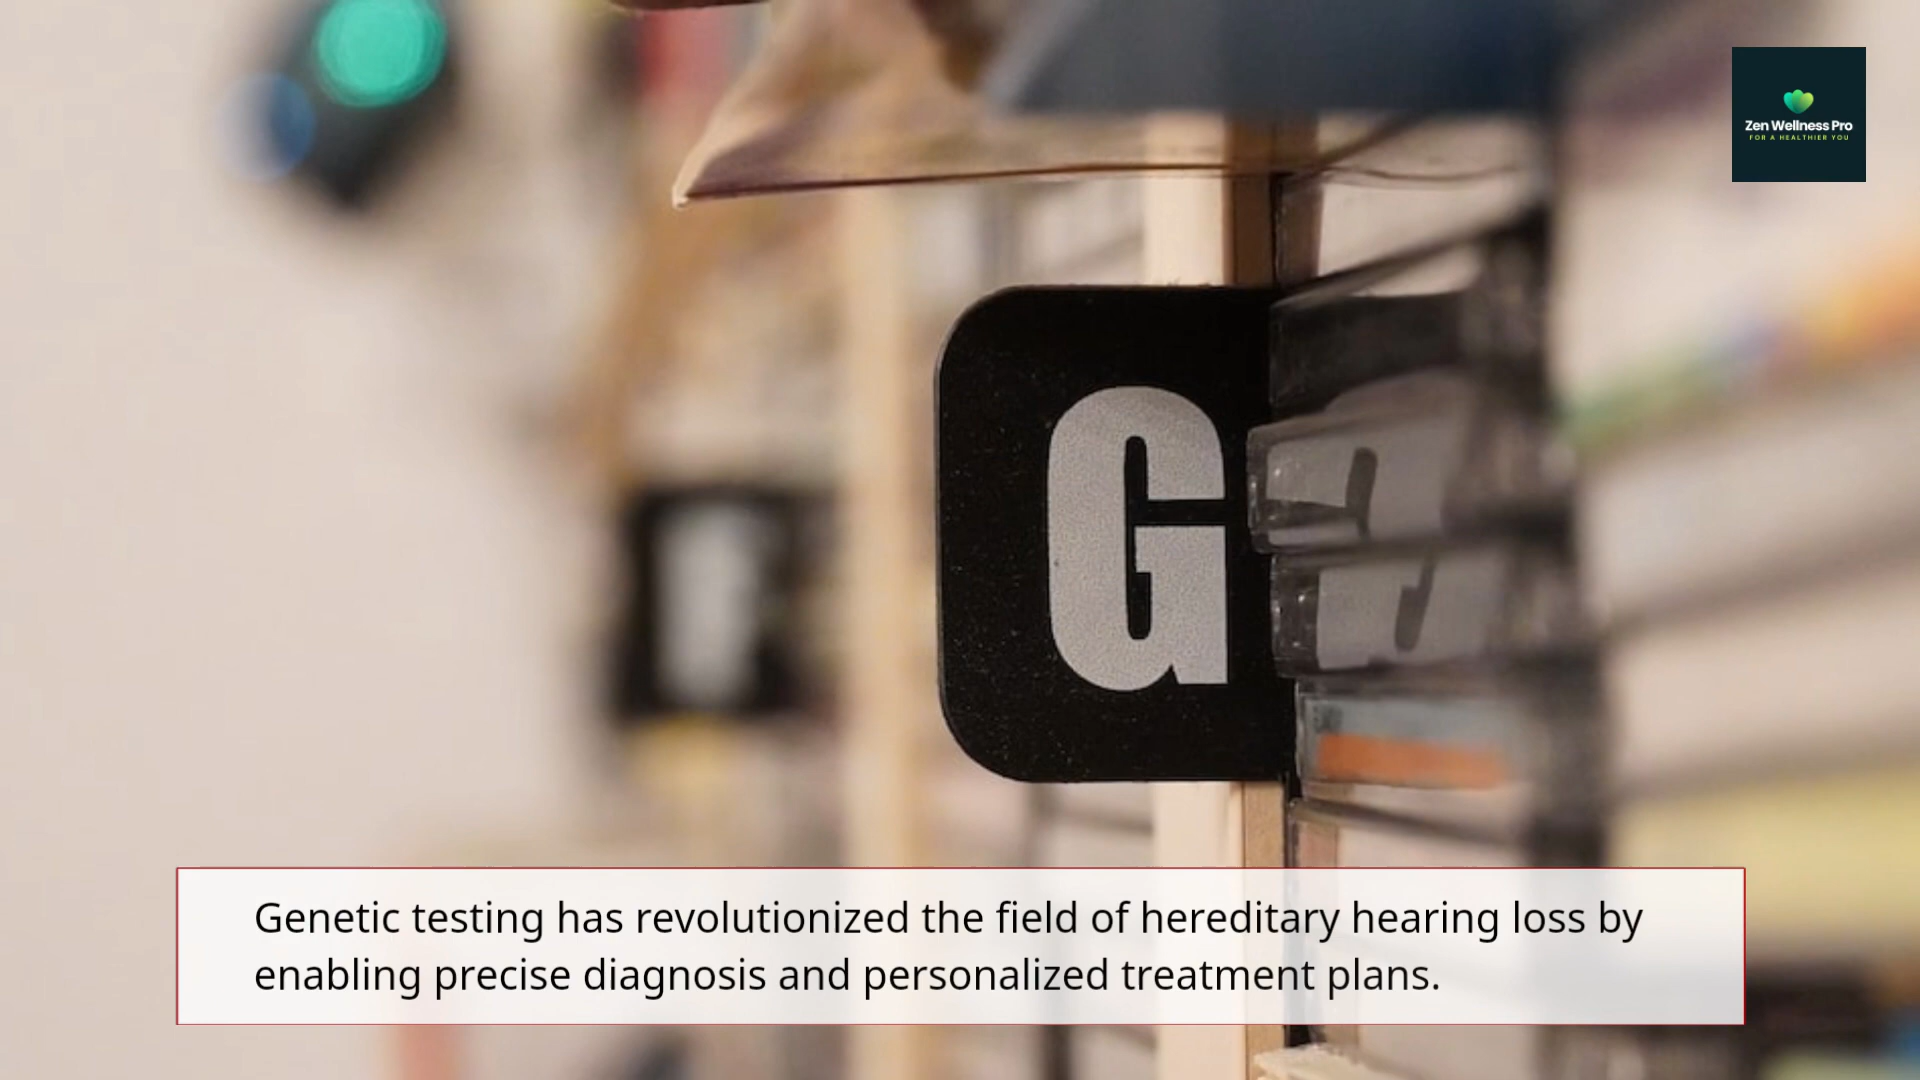 Zen Wellness Pro
FOR A HEALTHIER YOU
G
Genetic testing has revolutionized the field of hereditary hearing loss by
enabling precise diagnosis and personalized treatment plans.